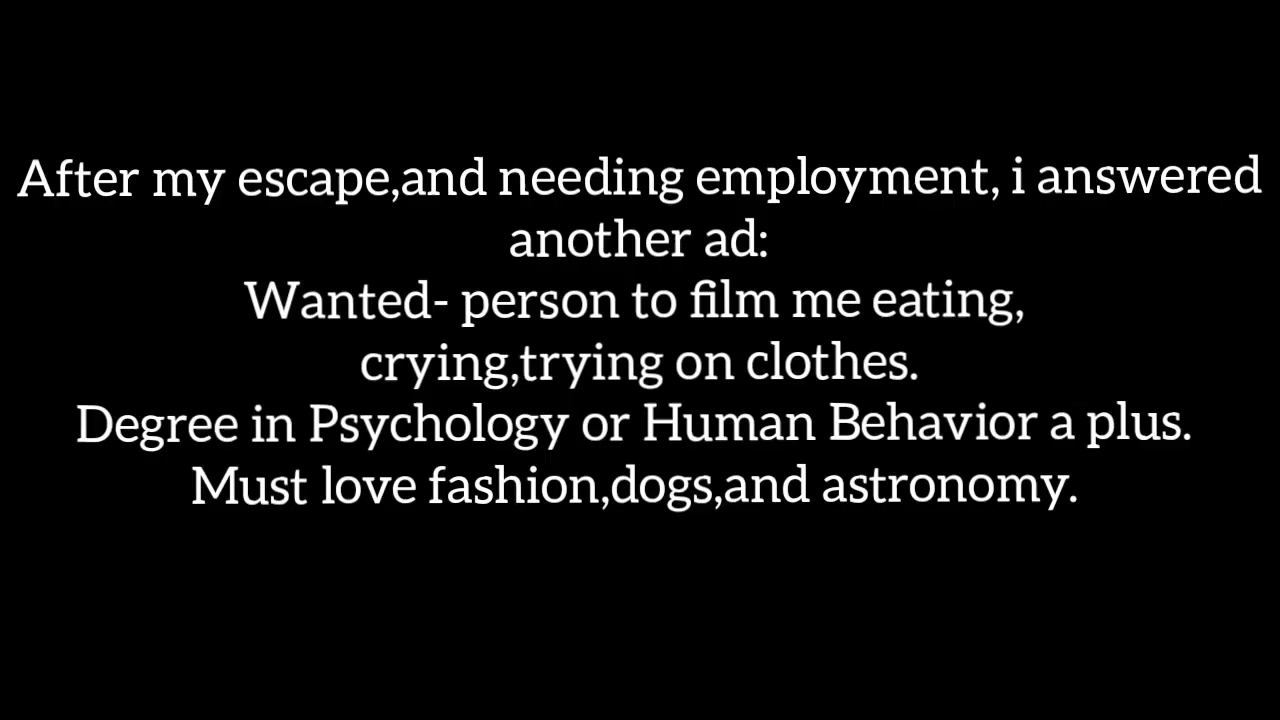 After my escape,and needing employment, i answered
another ad:
Wanted- person to film me eating,
crying,trying on clothes.
Degree in Psychology or Human Behavior a plus.
Must love fashion,dogs,and astronomy.